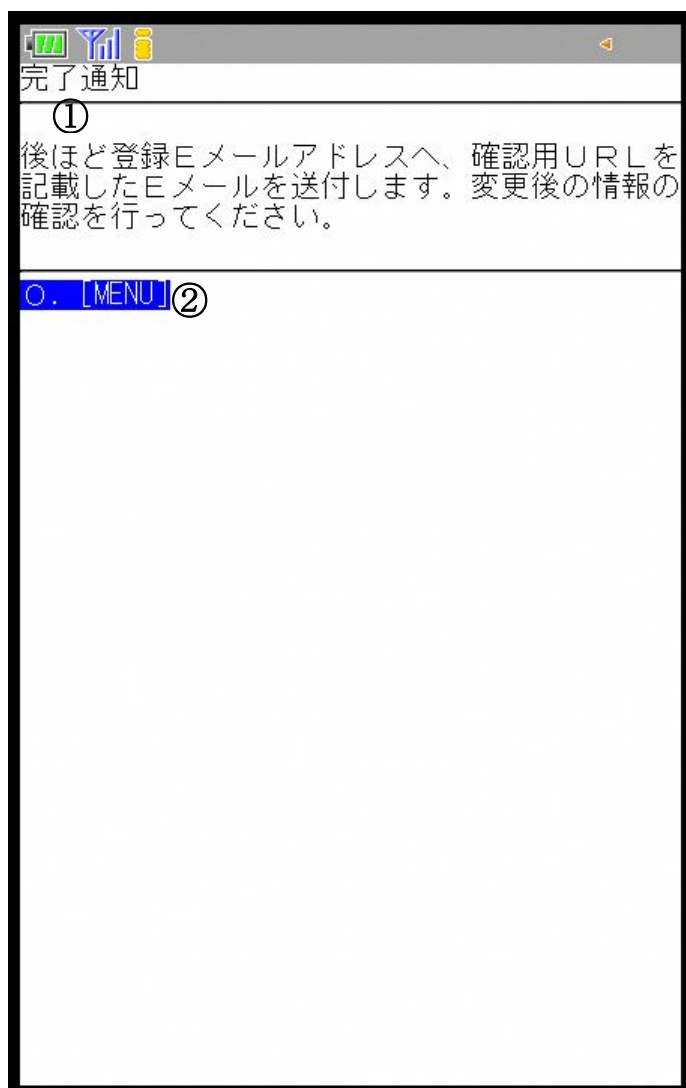 完了通知
①
後ほど登録Ｅメールアドレスへ、確認用ＵＲＬを
記載したＥメールを送付します。変更後の情報の
確認を行ってください。
０．[MENU]②